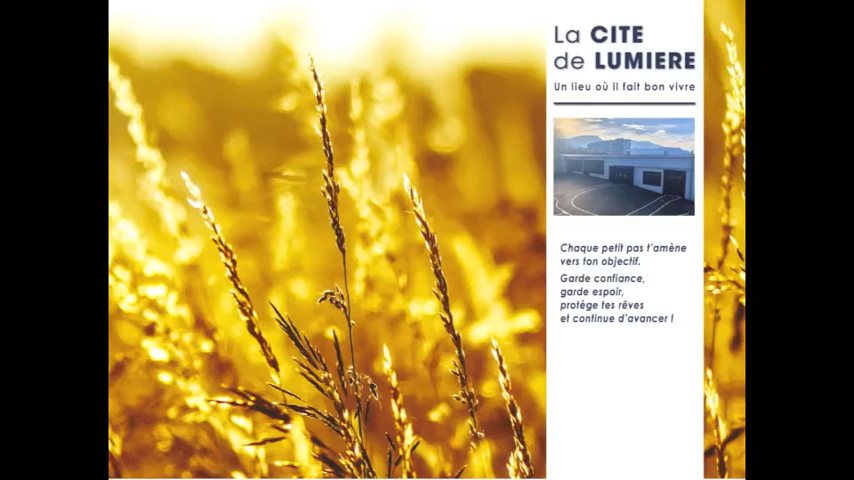 La CITE
de LUMIERE
Un lieu où il fait bon vivre
Chaque petit pas t'amène
vers ton objectif.
Garde confiance,
garde espoir,
protège tes rêves
et continue d'avancer !